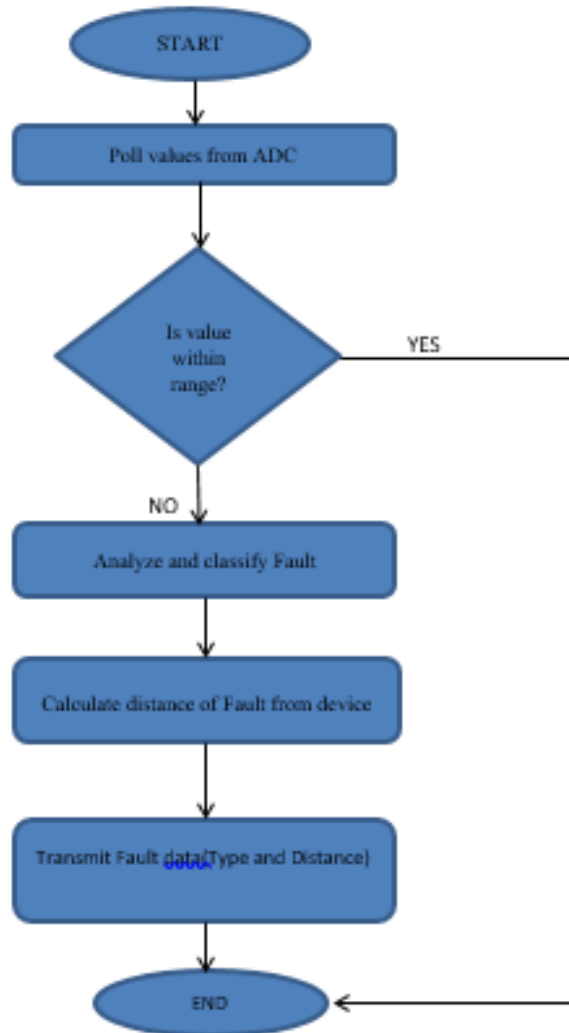 START
Poll values from ADC
Is value
within
range?
YES
NO
Analyze and classify Fault
Calculate distance of Fault from device
Transmit Fault data(Type and Distance)
END